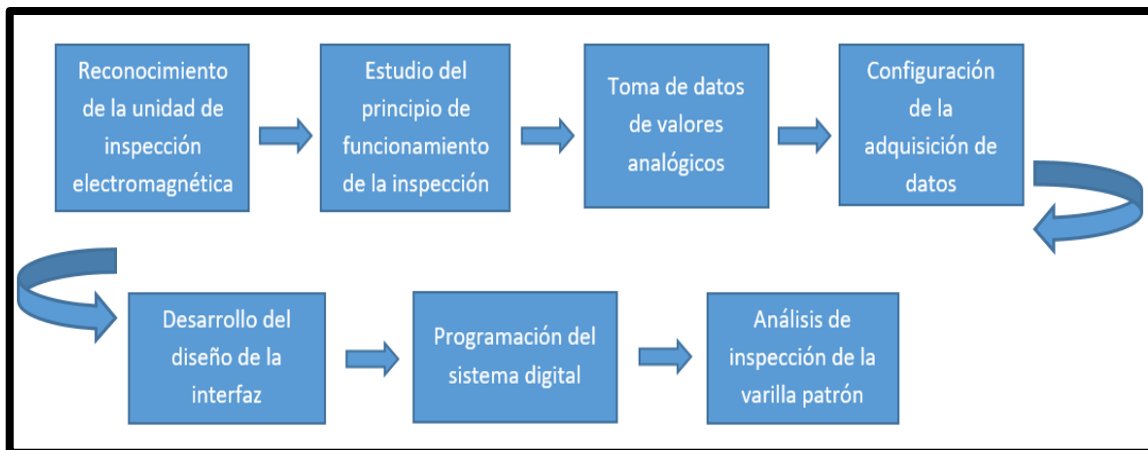 Reconocimiento
de la unidad de
inspección
electromagnética
Estudio del
principio de
funcionamiento
de la inspección
Toma de datos
de valores
analógicos
Configuración
de la
adquisición de
datos
Desarrollo del
diseño de la
interfaz
Programación del
sistema digital
Análisis de
inspección de la
varilla patrón